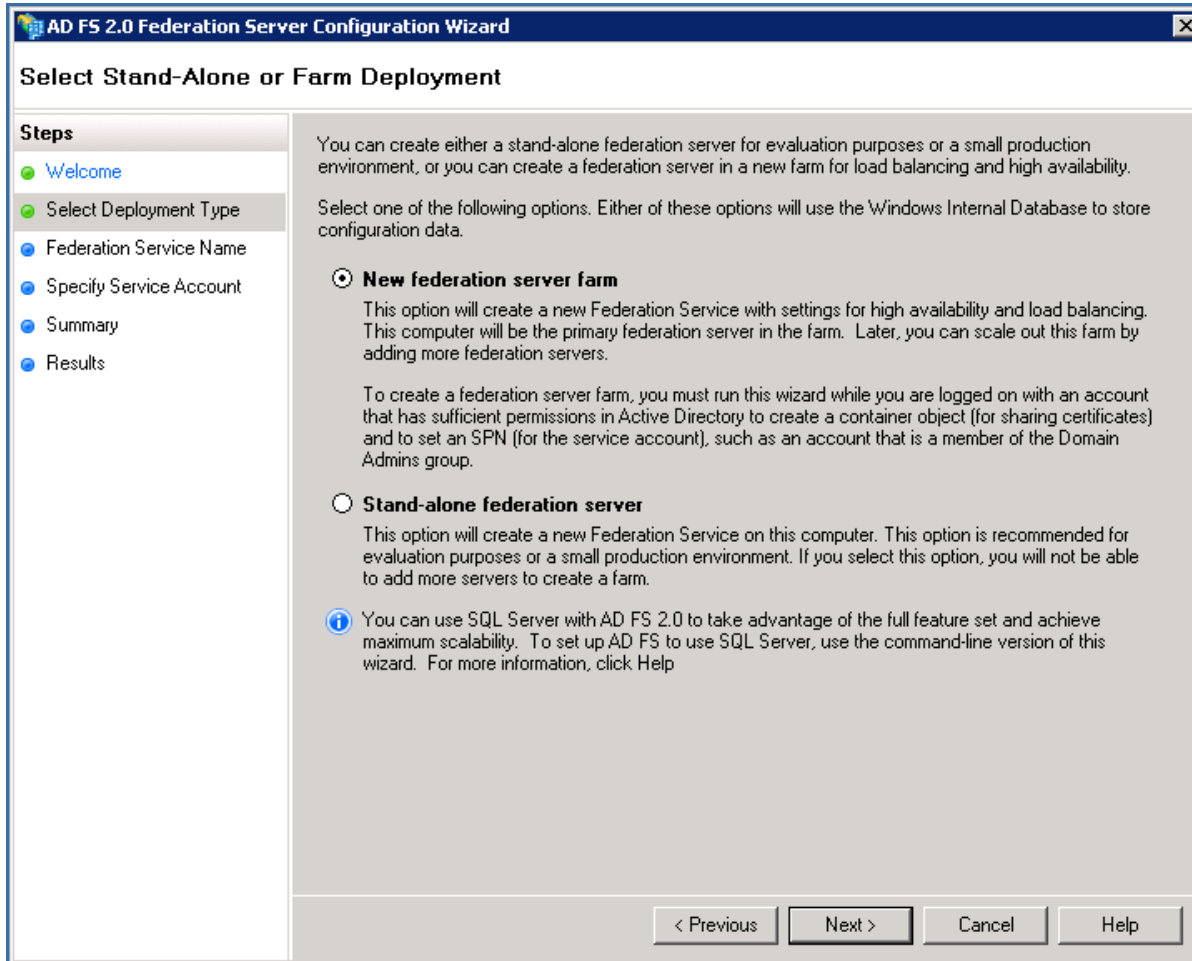 AD FS 2.0 Federation Server Configuration Wizard
Select Stand-Alone or Farm Deployment
Steps
Welcome
Select Deployment Type
Federation Service Name
Specify Service Account
Summary
Results
You can create either a stand-alone federation server for evaluation purposes or a small production
environment, or you can create a federation server in a new farm for load balancing and high availability.
Select one of the following options. Either of these options will use the Windows Internal Database to store
configuration data.
New federation server farm
This option will create a new Federation Service with settings for high availability and load balancing.
This computer will be the primary federation server in the farm.  Later, you can scale out this farm by
adding more federation servers.
To create a federation server farm, you must run this wizard while you are logged on with an account
that has sufficient permissions in Active Directory to create a container object (for sharing certificates)
and to set an SPN (for the service account), such as an account that is a member of the Domain
Admins group.
Stand-alone federation server
This option will create a new Federation Service on this computer. This option is recommended for
evaluation purposes or a small production environment. If you select this option, you will not be able
to add more servers to create a farm.
You can use SQL Server with AD FS 2.0 to take advantage of the full feature set and achieve
maximum scalability.  To set up AD FS to use SQL Server, use the command-line version of this
wizard.  For more information, click Help
< Previous
Next >
Cancel
Help